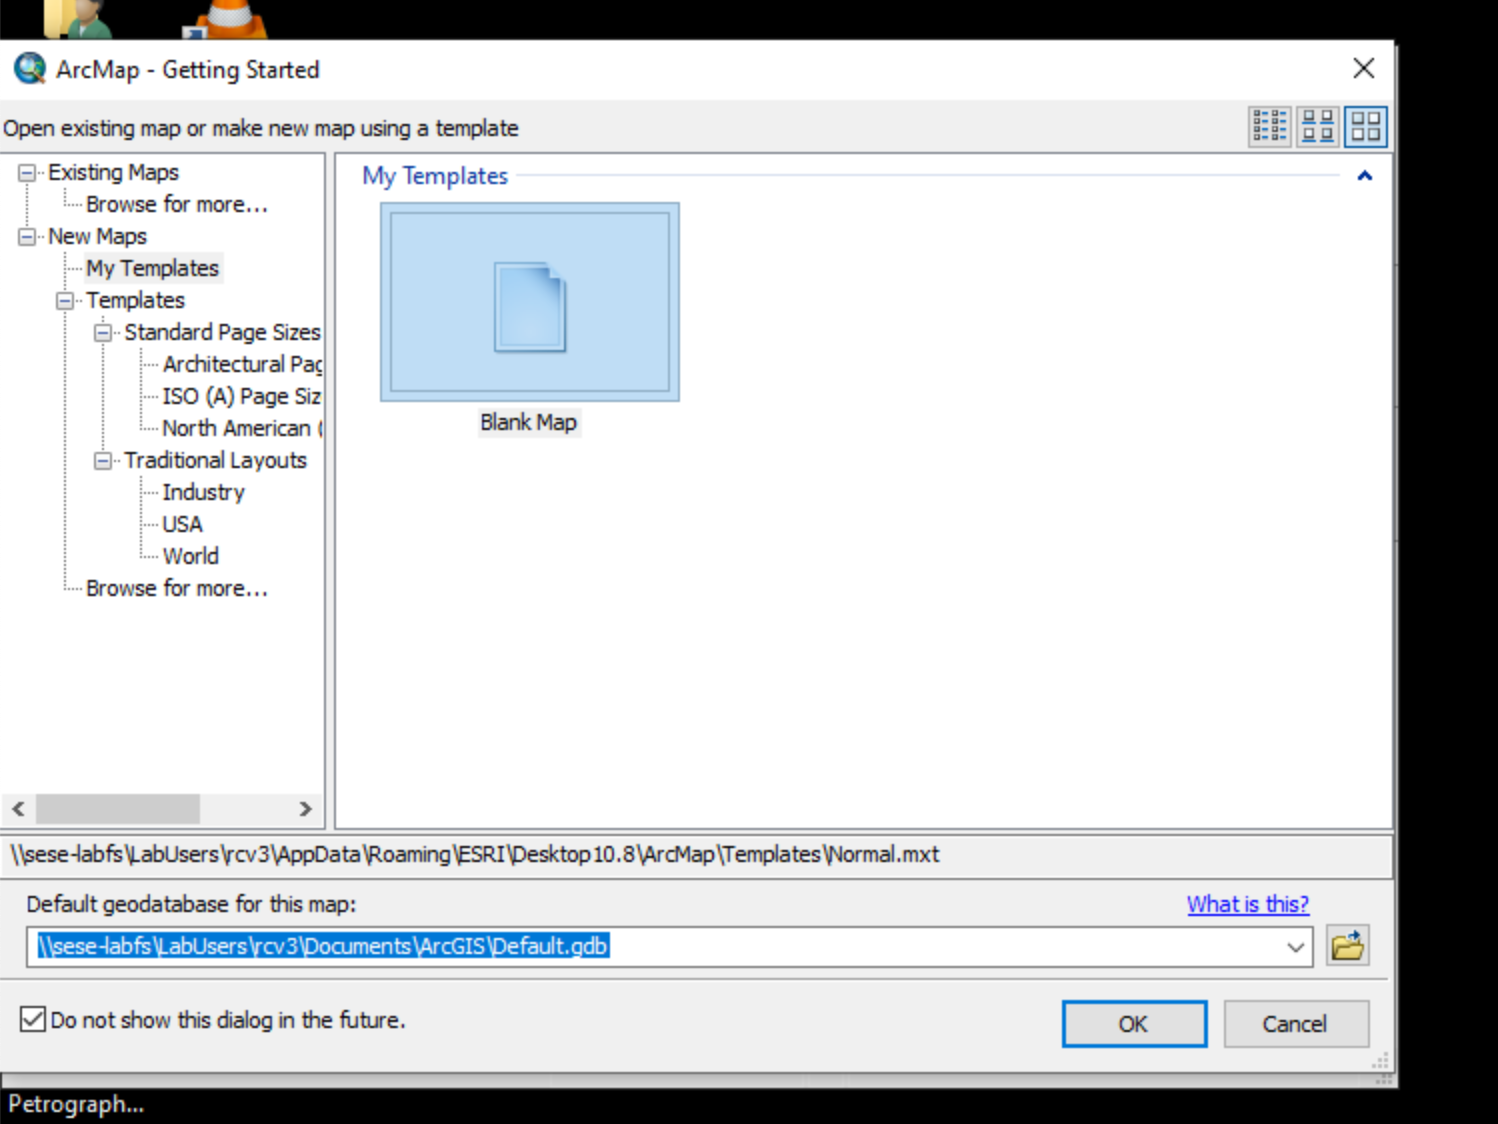 ArcMap - Getting Started
Open existing map or make new map using a template
Existing Maps
Browse for more...
New Maps
My Templates
Templates
Standard Page Sizes
Architectural Pag
ISO (A) Page Siz
North American (
Traditional Layouts
Industry
USA
World
Browse for more...
My Templates
Blank Map
\\sese-labfs\LabUsers\rcv3\AppData\Roaming\ESRI\Desktop10.8\ArcMap\Templates\Normal.mxt
Default geodatabase for this map:
What is this?
\\sese-labfs\LabUsers\rcv3\Documents\ArcGIS\Default.gdb
Do not show this dialog in the future.
OK
Cancel
Petrograph...